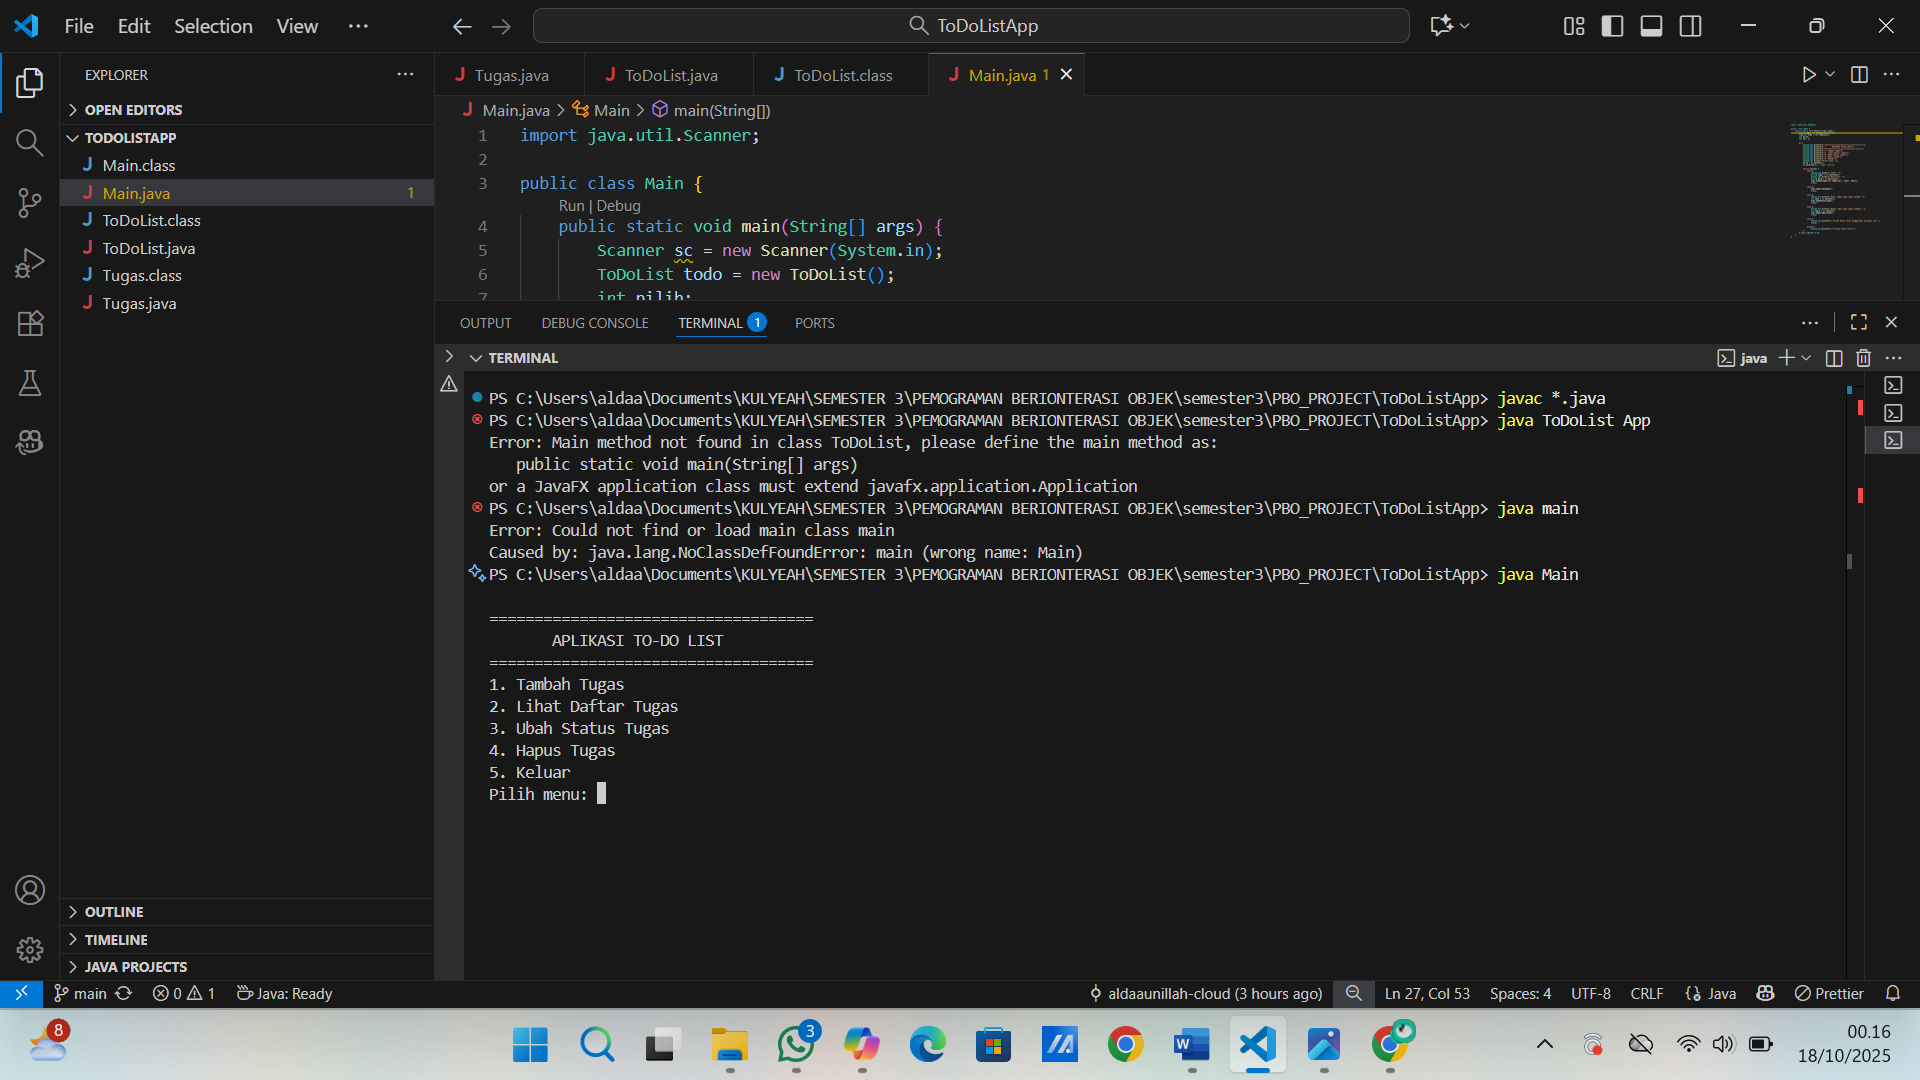 File Edit Selection View ···
ToDoListApp
EXPLORER
OPEN EDITORS
TODOLISTAPP
Main.class
Main.java 1
ToDoList.class
ToDoList.java
Tugas.class
Tugas.java
OUTLINE
TIMELINE
JAVA PROJECTS
Tugas.java ToDoList.java ToDoList.class Main.java 1
Main.java > Main > main(String[])
1 import java.util.Scanner;
2
3 public class Main {
Run | Debug
4 public static void main(String[] args) {
5 Scanner sc = new Scanner(System.in);
6 ToDoList todo = new ToDoList();
7 int pilih;
OUTPUT DEBUG CONSOLE TERMINAL 1 PORTS
TERMINAL
java
PS C:\Users\aldaa\Documents\KULYEAH\SEMESTER 3\PEMOGRAMAN BERIONTERASI OBJEK\semester3\PBO_PROJECT\ToDoListApp> javac *.java
PS C:\Users\aldaa\Documents\KULYEAH\SEMESTER 3\PEMOGRAMAN BERIONTERASI OBJEK\semester3\PBO_PROJECT\ToDoListApp> java ToDoList App
Error: Main method not found in class ToDoList, please define the main method as:
public static void main(String[] args)
or a JavaFX application class must extend javafx.application.Application
PS C:\Users\aldaa\Documents\KULYEAH\SEMESTER 3\PEMOGRAMAN BERIONTERASI OBJEK\semester3\PBO_PROJECT\ToDoListApp> java main
Error: Could not find or load main class main
Caused by: java.lang.NoClassDefFoundError: main (wrong name: Main)
PS C:\Users\aldaa\Documents\KULYEAH\SEMESTER 3\PEMOGRAMAN BERIONTERASI OBJEK\semester3\PBO_PROJECT\ToDoListApp> java Main
====================================
APLIKASI TO-DO LIST
====================================
1. Tambah Tugas
2. Lihat Daftar Tugas
3. Ubah Status Tugas
4. Hapus Tugas
5. Keluar
Pilih menu:
main 0 1 Java: Ready aldaaunillah-cloud (3 hours ago) Ln 27, Col 53 Spaces: 4 UTF-8 CRLF {} Java Prettier
8
3
W
00.16
18/10/2025